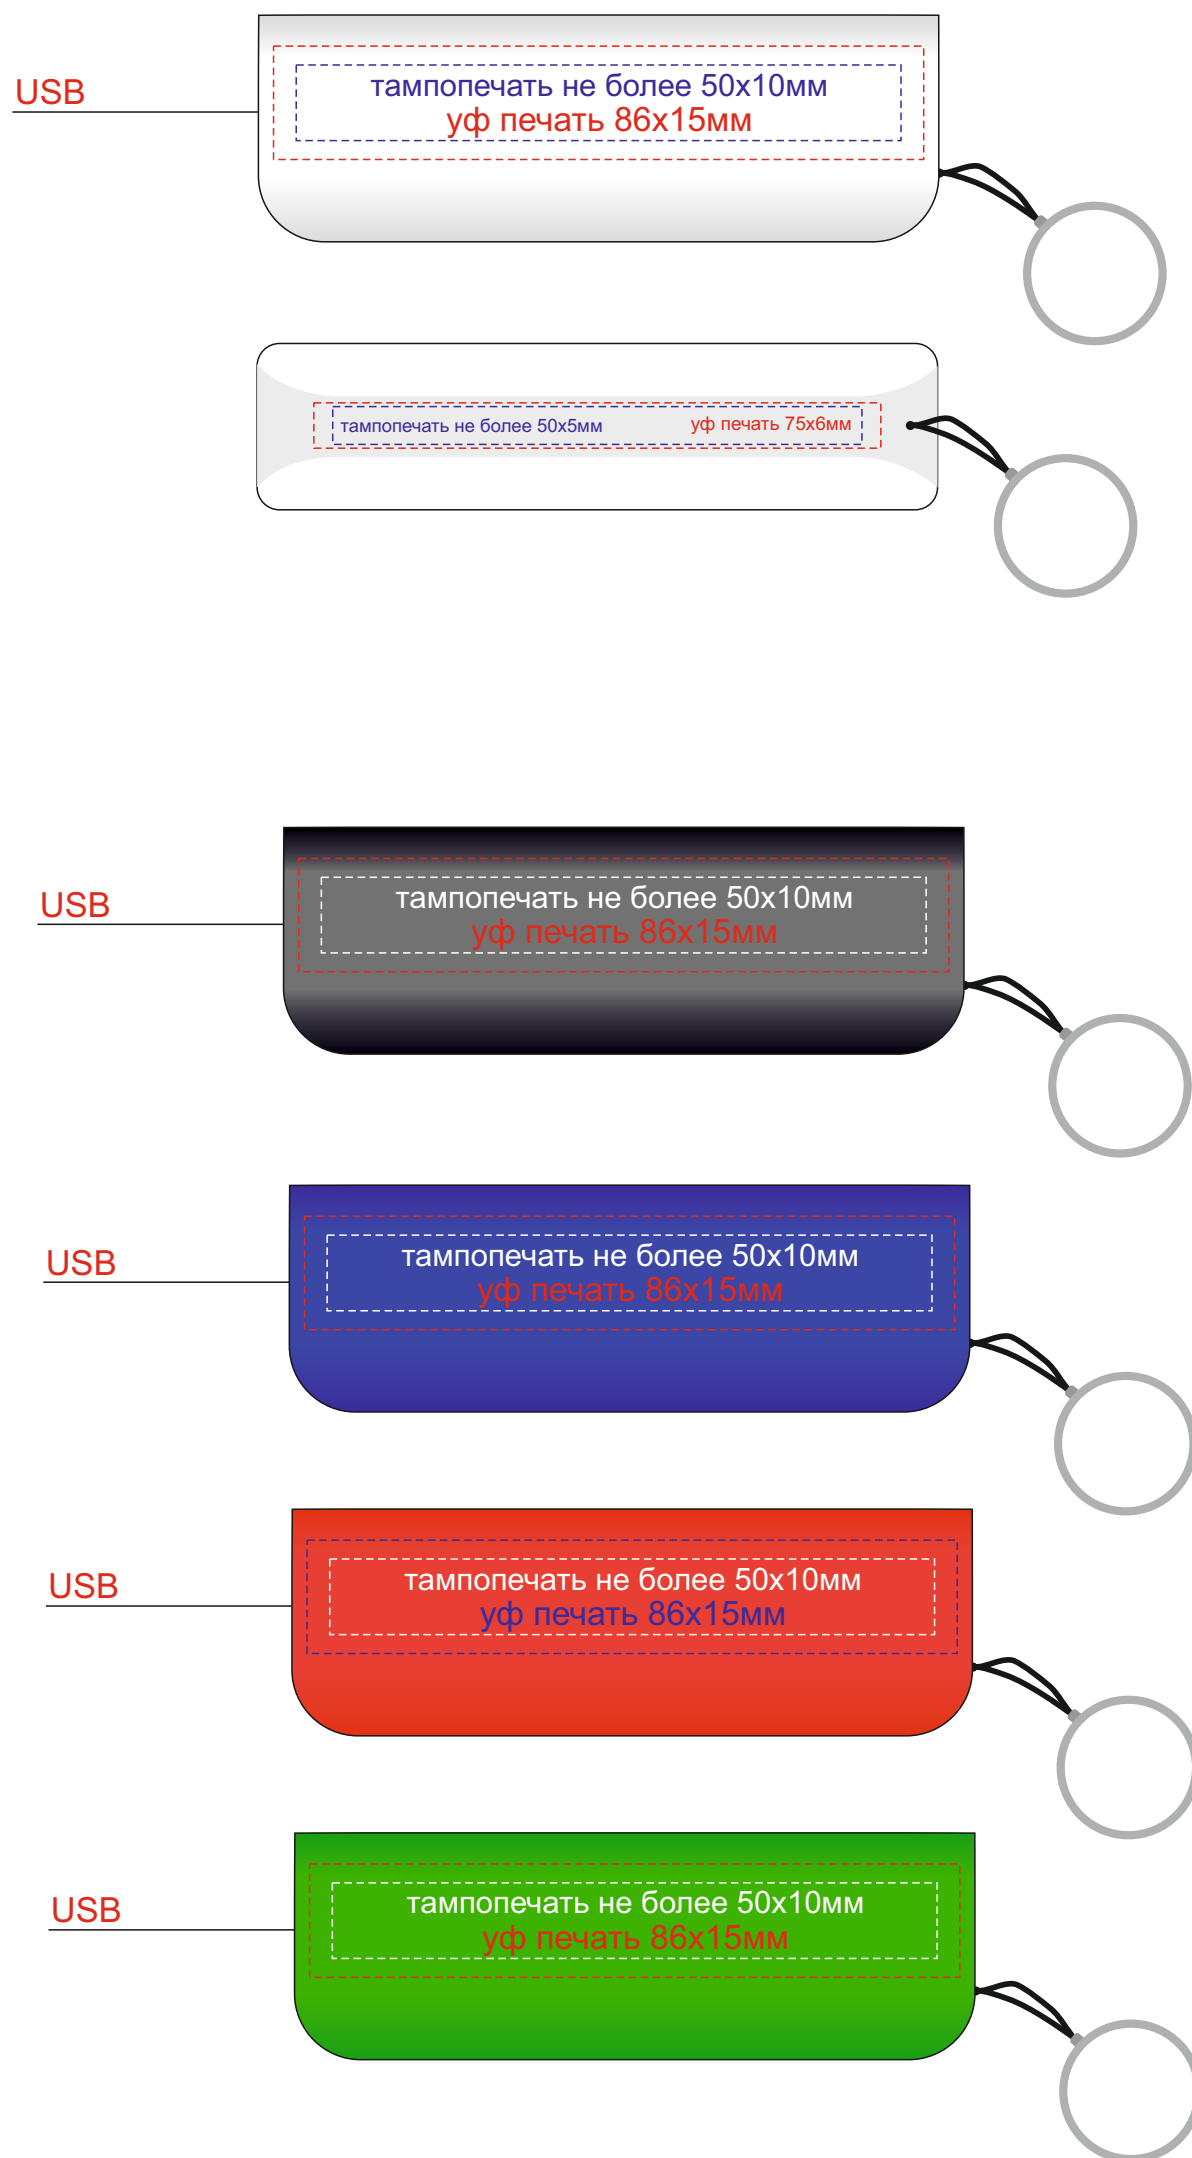 USB
тампопечать не более 50х10мм
уф печать 86х15мм
тампопечать не более 50х5мм
уф печать 75х6мм
USB
тампопечать не более 50х10мм
уф печать 86х15мм
USB
тампопечать не более 50х10мм
уф печать 86х15мм
USB
тампопечать не более 50х10мм
уф печать 86х15мм
USB
тампопечать не более 50х10мм
уф печать 86х15мм